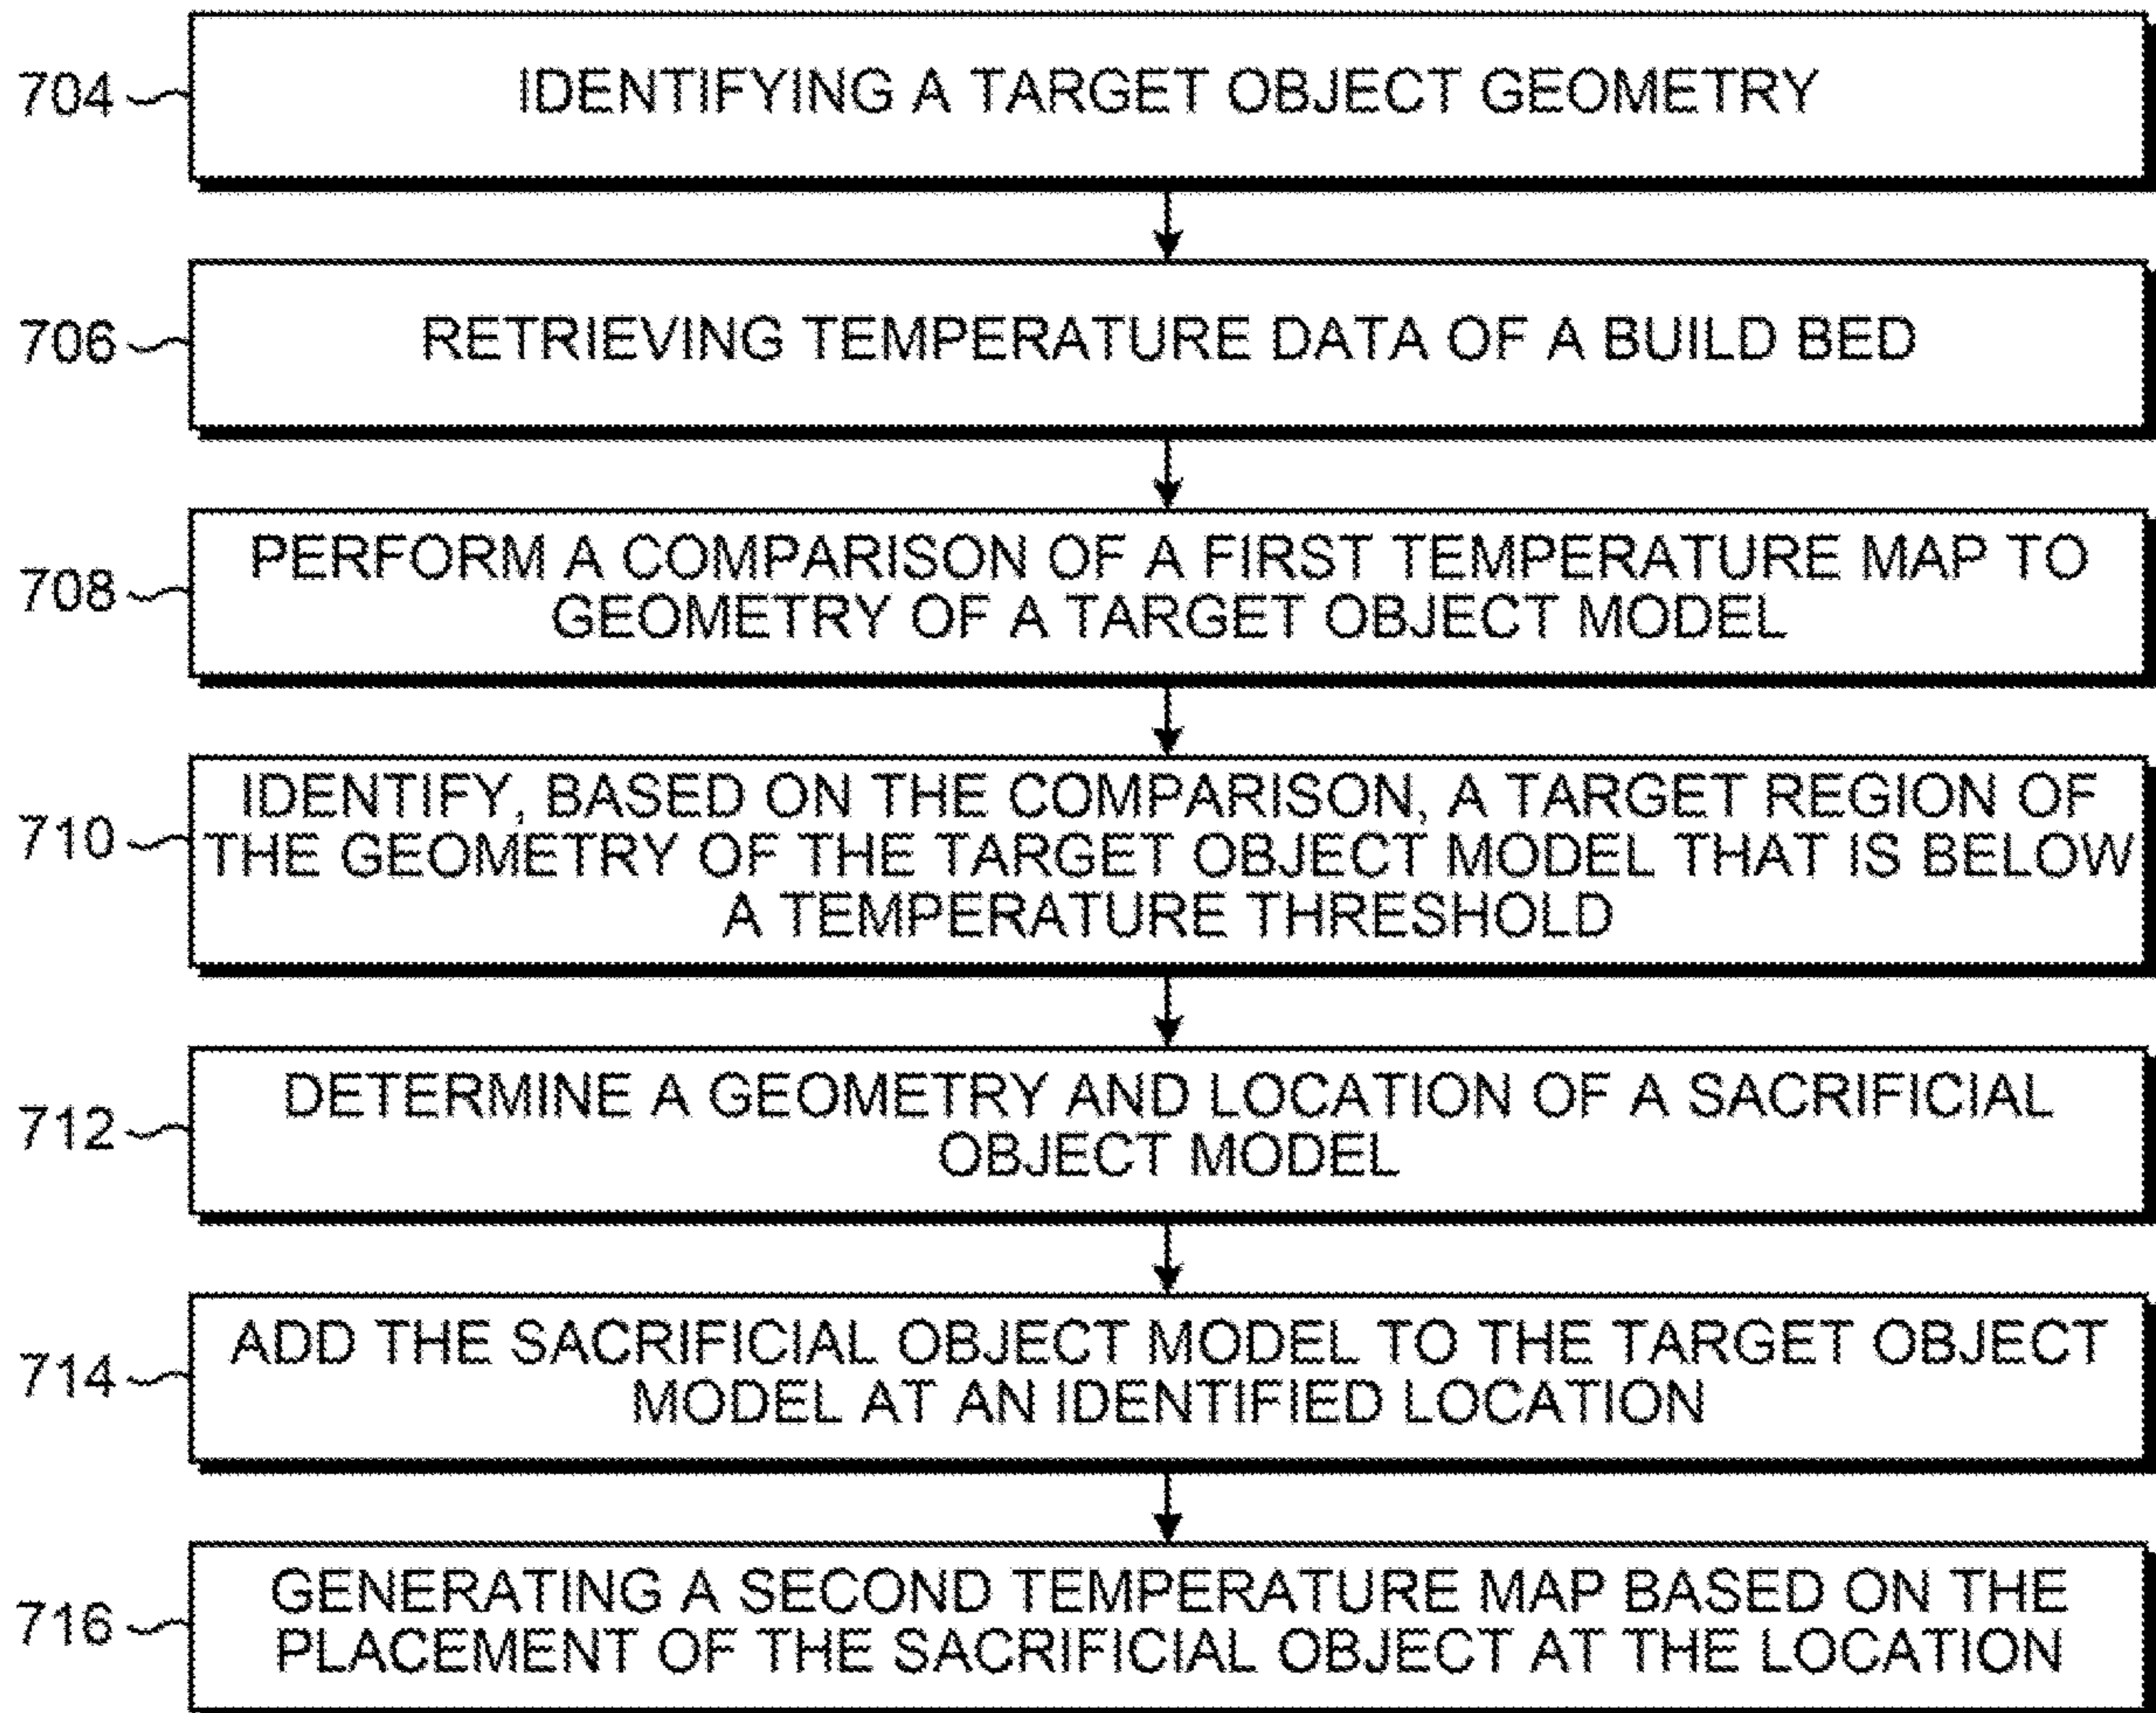 704
IDENTIFYING A TARGET OBJECT GEOMETRY
706
RETRIEVING TEMPERATURE DATA OF A BUILD BED
708
PERFORM A COMPARISON OF A FIRST TEMPERATURE MAP TO
GEOMETRY OF A TARGET OBJECT MODEL
710
IDENTIFY, BASED ON THE COMPARISON, A TARGET REGION OF
THE GEOMETRY OF THE TARGET OBJECT MODEL THAT IS BELOW
A TEMPERATURE THRESHOLD
712
DETERMINE A GEOMETRY AND LOCATION OF A SACRIFICIAL
OBJECT MODEL
714
ADD THE SACRIFICIAL OBJECT MODEL TO THE TARGET OBJECT
MODEL AT AN IDENTIFIED LOCATION
716
GENERATING A SECOND TEMPERATURE MAP BASED ON THE
PLACEMENT OF THE SACRIFICIAL OBJECT AT THE LOCATION